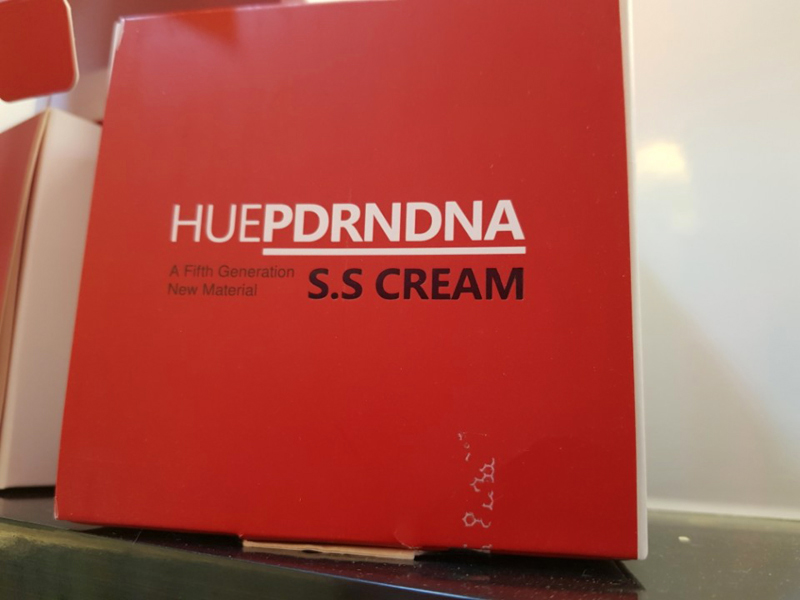 HUEPDRNDNA
A Fifth Generation
New Material
S.S CREAM